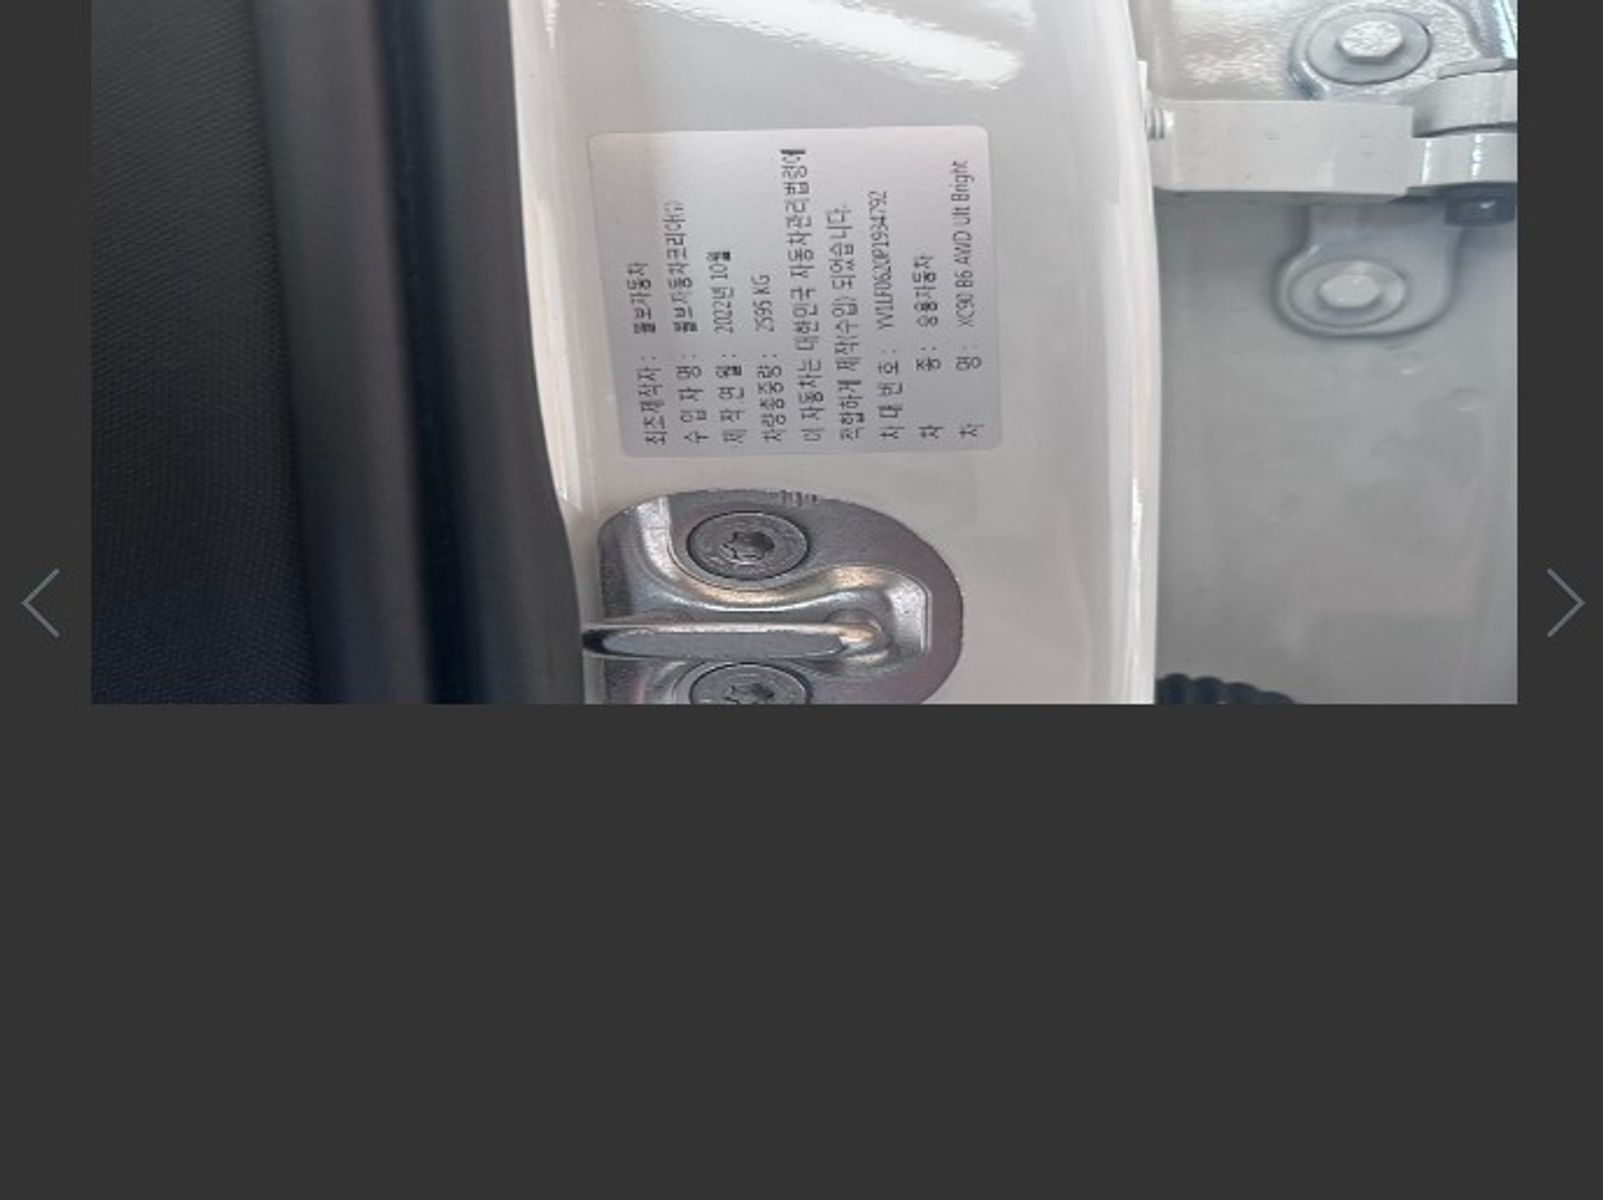 최초제작자 : 볼보자동차
수 입 자 명 : 볼보자동차코리아(주)
제 작 연 월 : 2022년 10월
차량총중량 : 2595 KG
이 자동차는 대한민국 자동차관리법령에
적합하게 제작(수입) 되었습니다.
차 대 번 호 : YV1LF0620P1934792
차 종 : 승용자동차
차 명 : XC90 B6 AWD Ult Bright